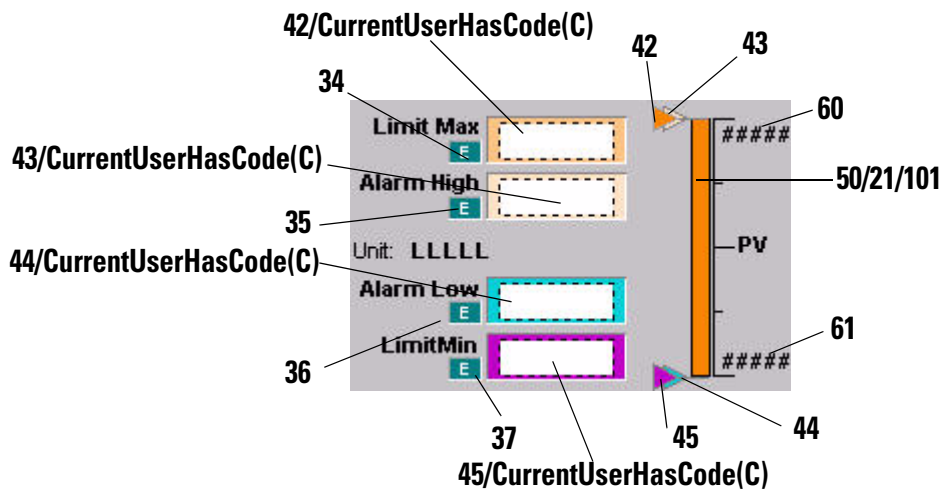 42/CurrentUserHasCode(C)
42
43
34
60
Limit Max
#####
E
43/CurrentUserHasCode(C)
Alarm High
50/21/101
E
35
Unit: LLLLL
PV
44/CurrentUserHasCode(C)
Alarm Low
E
61
LimitMin
#####
36
E
37
45
44
45/CurrentUserHasCode(C)